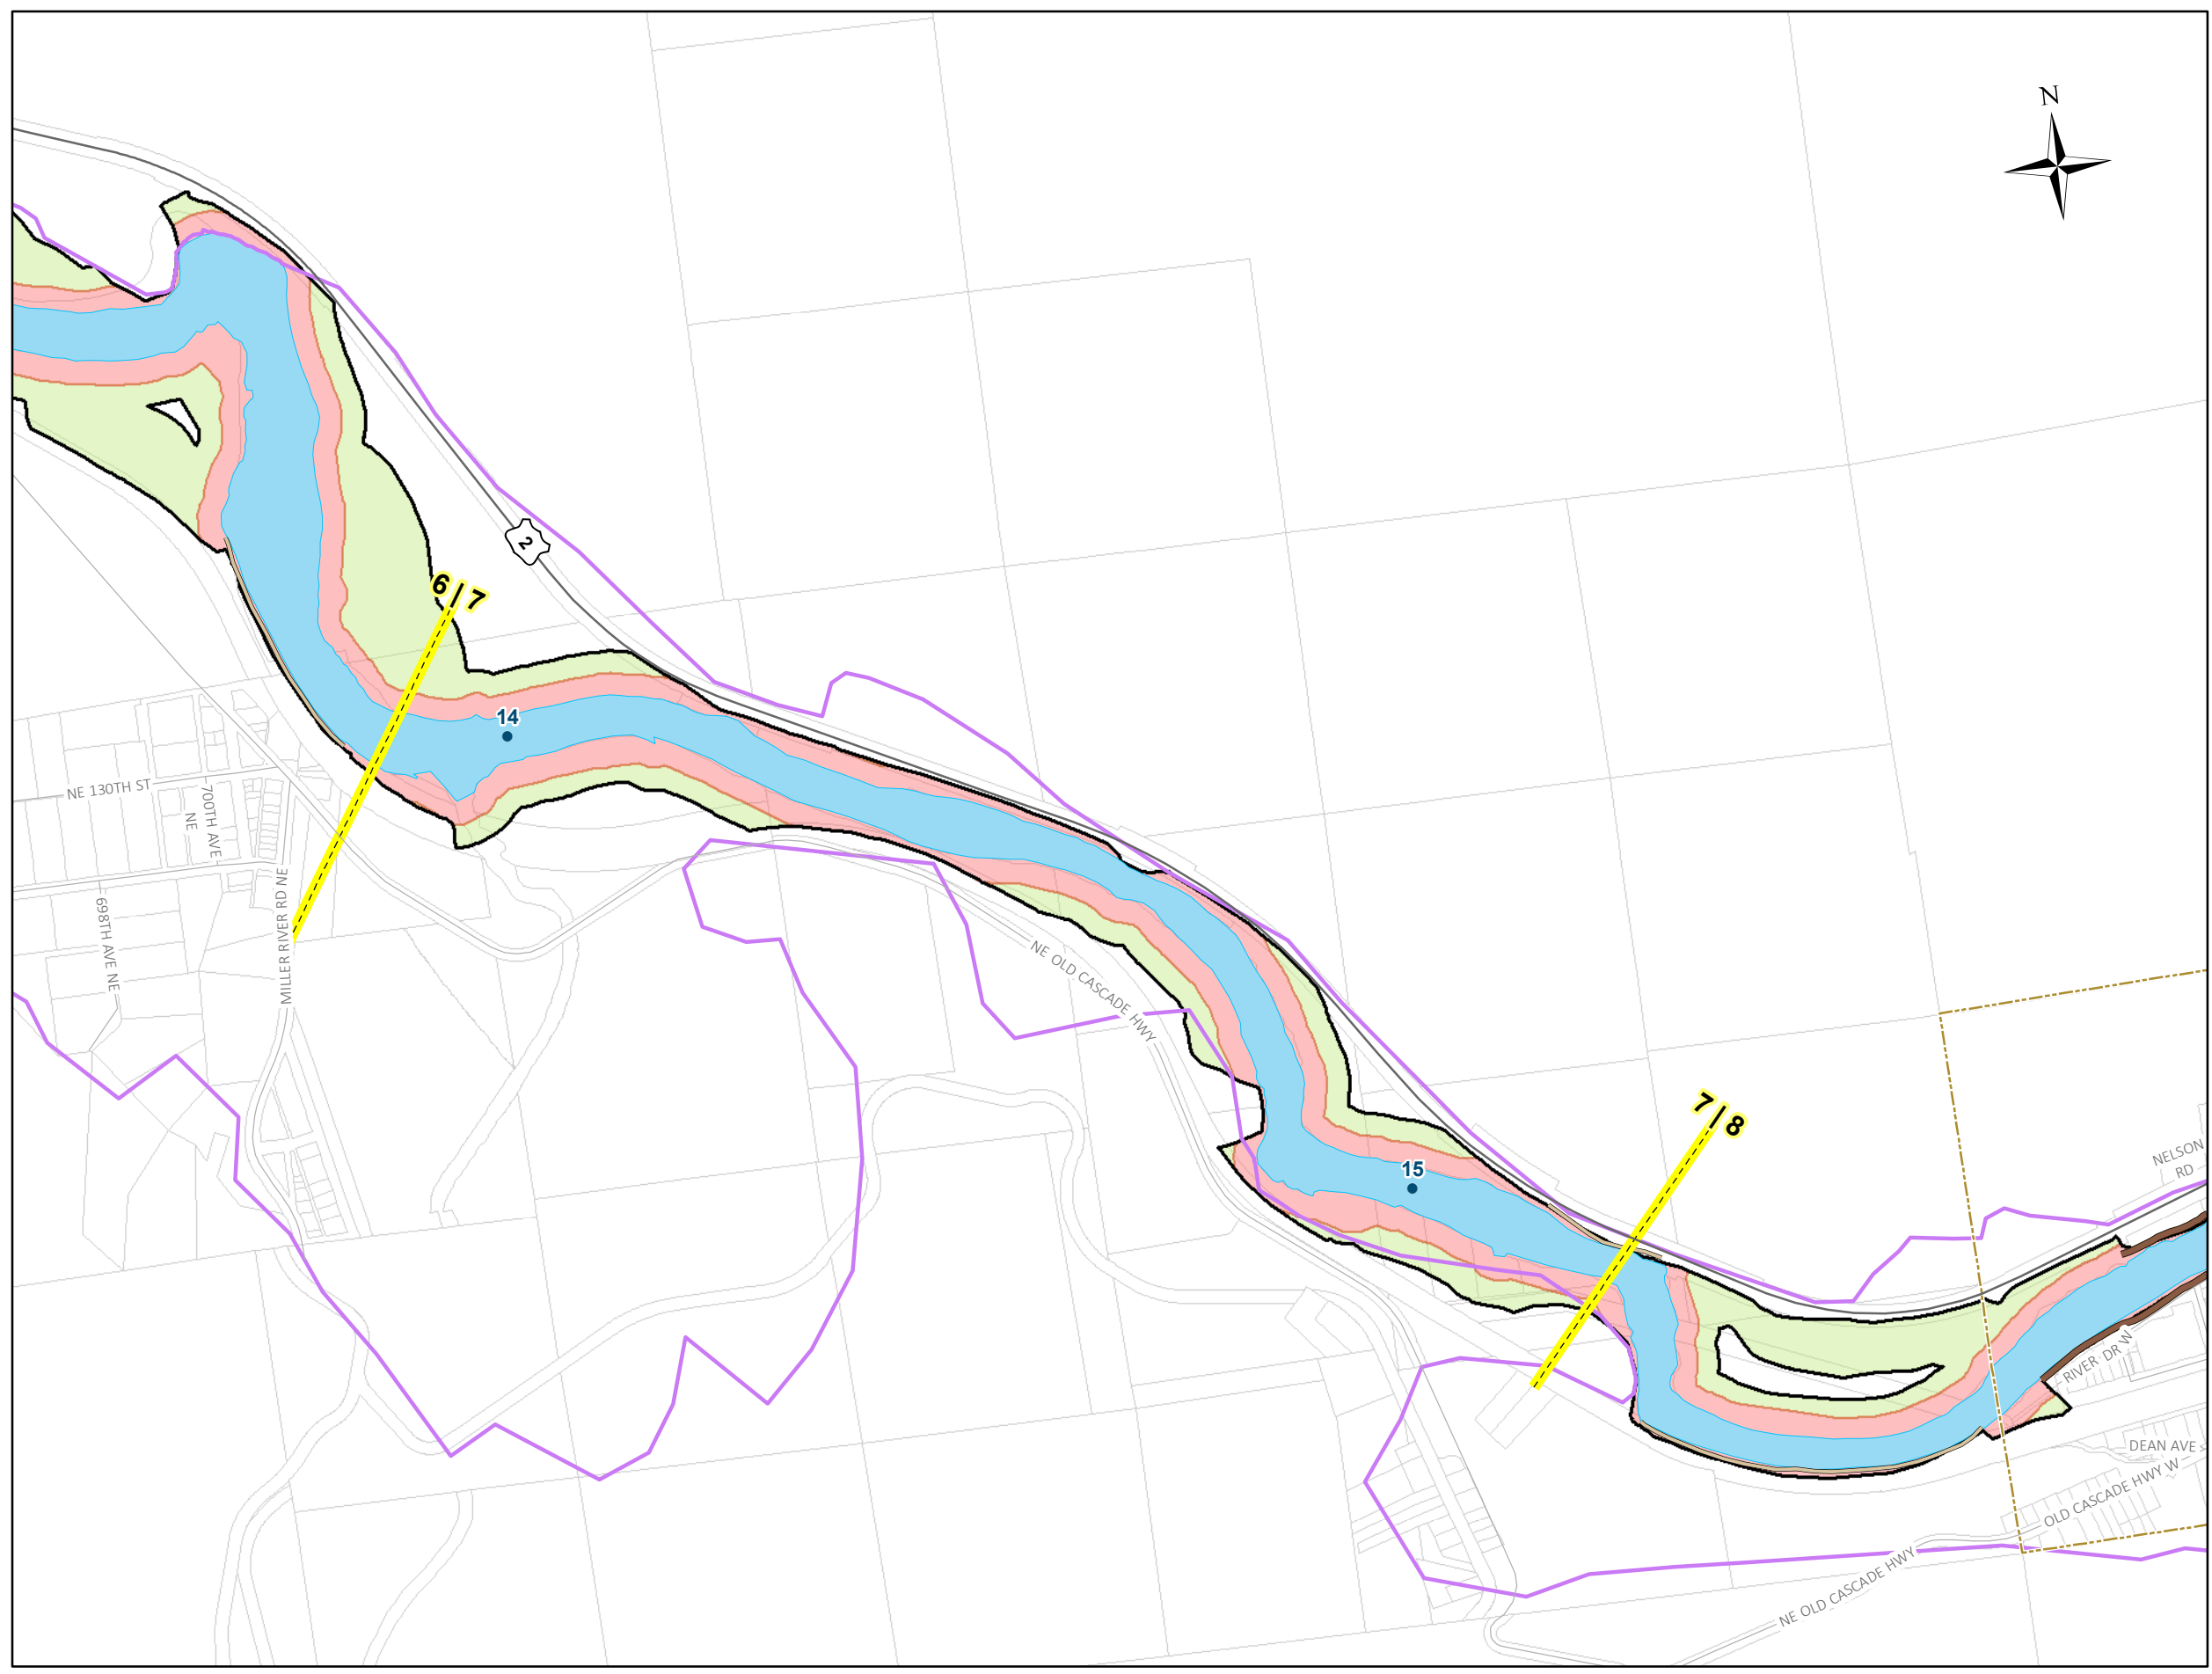 N
2
6 | 7
14
NE 130TH ST
700TH AVE
NE
698TH AVE NE
MILLER RIVER RD NE
NE OLD CASCADE HWY
7 | 8
15
NELSON
RD
RIVER DR W
DEAN AVE
OLD CASCADE HWY W
NE OLD CASCADE HWY